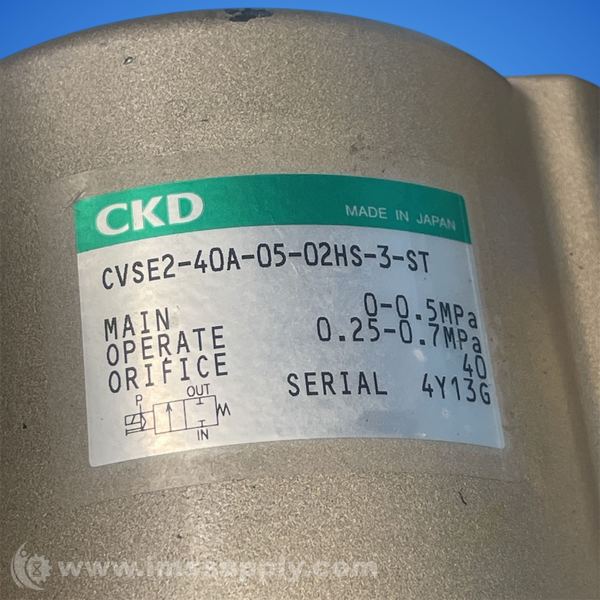 CKD MADE IN JAPAN
CVSE2-40A-05-02HS-3-ST
MAIN 0-0.5MPa
OPERATE 0.25-0.7MPa
ORIFICE 40
SERIAL 4Y13G
P OUT
IN
www.imssupply.com